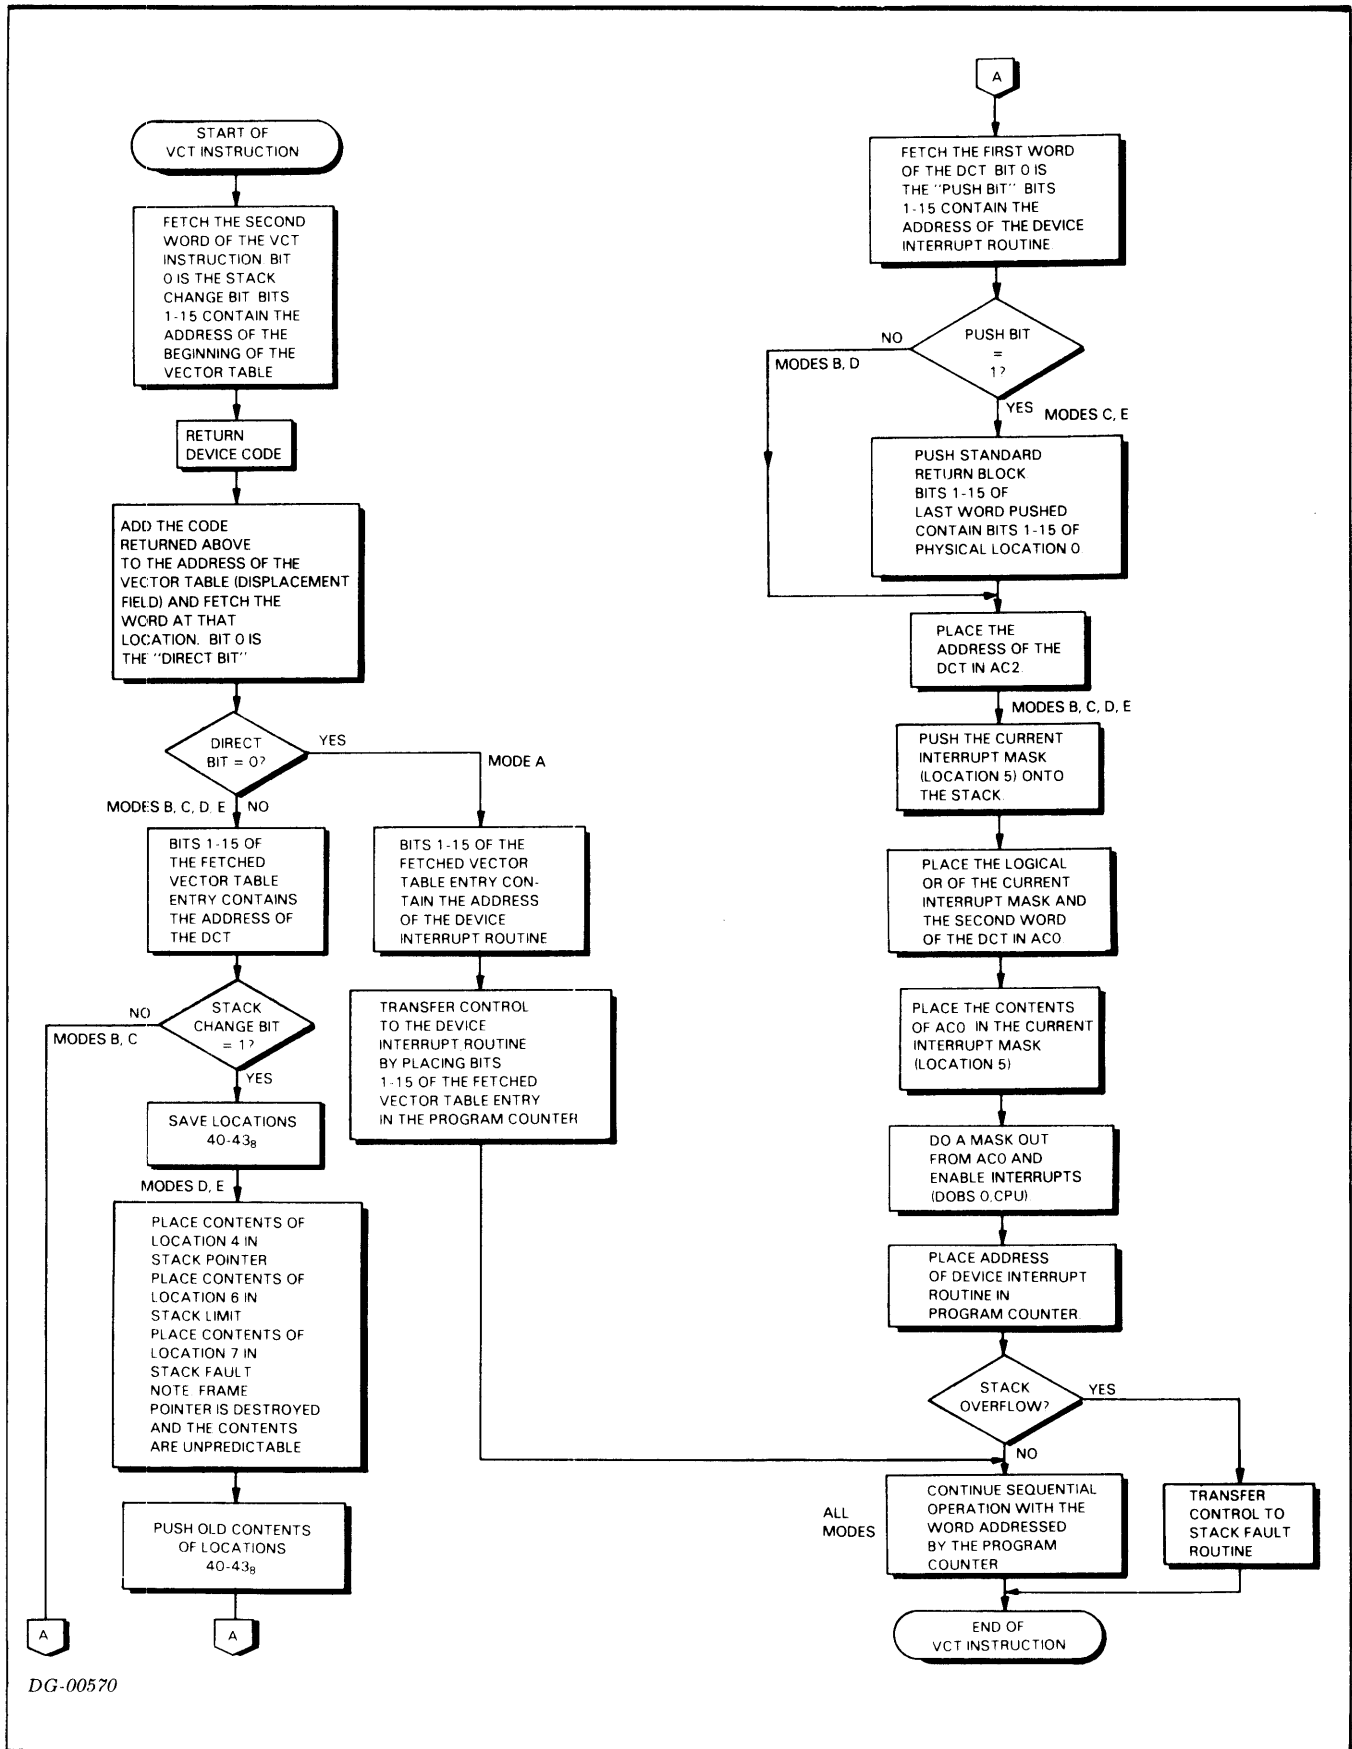 START OF
VCT INSTRUCTION
FETCH THE SECOND
WORD OF THE VCT
INSTRUCTION BIT
0 IS THE STACK
CHANGE BIT BITS
1-15 CONTAIN THE
ADDRESS OF THE
BEGINNING OF THE
VECTOR TABLE
RETURN
DEVICE CODE
ADD THE CODE
RETURNED ABOVE
TO THE ADDRESS OF THE
VECTOR TABLE (DISPLACEMENT
FIELD) AND FETCH THE
WORD AT THAT
LOCATION. BIT 0 IS
THE "DIRECT BIT"
DIRECT
BIT = 0?
YES
MODE A
MODES B, C, D, E NO
BITS 1-15 OF
THE FETCHED
VECTOR TABLE
ENTRY CONTAINS
THE ADDRESS OF
THE DCT
BITS 1-15 OF THE
FETCHED VECTOR
TABLE ENTRY CON-
TAIN THE ADDRESS
OF THE DEVICE
INTERRUPT ROUTINE
STACK
CHANGE BIT
= 1?
NO
MODES B, C
YES
TRANSFER CONTROL
TO THE DEVICE
INTERRUPT ROUTINE
BY PLACING BITS
1-15 OF THE FETCHED
VECTOR TABLE ENTRY
IN THE PROGRAM COUNTER
SAVE LOCATIONS
40-43₈
MODES D, E
PLACE CONTENTS OF
LOCATION 4 IN
STACK POINTER
PLACE CONTENTS OF
LOCATION 6 IN
STACK LIMIT
PLACE CONTENTS OF
LOCATION 7 IN
STACK FAULT
NOTE. FRAME
POINTER IS DESTROYED
AND THE CONTENTS
ARE UNPREDICTABLE
PUSH OLD CONTENTS
OF LOCATIONS
40-43₈
A
A
A
FETCH THE FIRST WORD
OF THE DCT BIT 0 IS
THE "PUSH BIT" BITS
1-15 CONTAIN THE
ADDRESS OF THE DEVICE
INTERRUPT ROUTINE.
PUSH BIT
=
1?
NO
MODES B, D
YES
MODES C, E
PUSH STANDARD
RETURN BLOCK
BITS 1-15 OF
LAST WORD PUSHED
CONTAIN BITS 1-15 OF
PHYSICAL LOCATION 0.
PLACE THE
ADDRESS OF THE
DCT IN AC2.
MODES B, C, D, E
PUSH THE CURRENT
INTERRUPT MASK
(LOCATION 5) ONTO
THE STACK.
PLACE THE LOGICAL
OR OF THE CURRENT
INTERRUPT MASK AND
THE SECOND WORD
OF THE DCT IN AC0.
PLACE THE CONTENTS
OF AC0 IN THE CURRENT
INTERRUPT MASK
(LOCATION 5)
DO A MASK OUT
FROM AC0 AND
ENABLE INTERRUPTS
(DOBS 0,CPU)
PLACE ADDRESS
OF DEVICE INTERRUPT
ROUTINE IN
PROGRAM COUNTER.
STACK
OVERFLOW?
YES
NO
ALL
MODES
CONTINUE SEQUENTIAL
OPERATION WITH THE
WORD ADDRESSED
BY THE PROGRAM
COUNTER
TRANSFER
CONTROL TO
STACK FAULT
ROUTINE
END OF
VCT INSTRUCTION
DG-00570